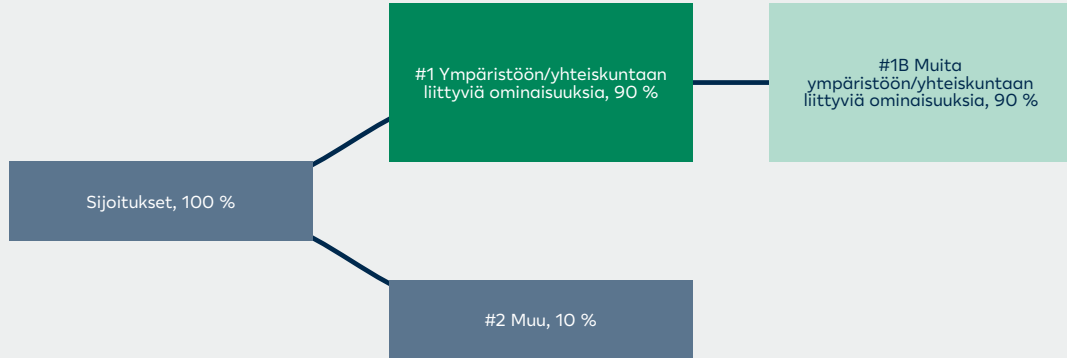 #1 Ympäristöön/yhteiskuntaan
liittyviä ominaisuuksia, 90 %
#1B Muita
ympäristöön/yhteiskuntaan
liittyviä ominaisuuksia, 90 %
Sijoitukset, 100 %
#2 Muu, 10 %